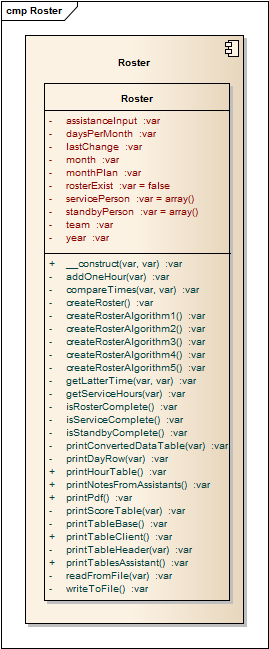 cmp Roster
Roster
Roster
- assistanceInput :var
- daysPerMonth :var
- lastChange :var
- month :var
- monthPlan :var
- rosterExist :var = false
- servicePerson :var = array()
- standbyPerson :var = array()
- team :var
- year :var
+ __construct(var, var) :var
- addOneHour(var) :var
- compareTimes(var, var) :var
- createRoster() :var
- createRosterAlgorithm1() :var
- createRosterAlgorithm2() :var
- createRosterAlgorithm3() :var
- createRosterAlgorithm4() :var
- createRosterAlgorithm5() :var
- getLatterTime(var, var) :var
- getServiceHours(var) :var
- isRosterComplete() :var
- isServiceComplete() :var
- isStandbyComplete() :var
- printConvertedDataTable(var) :var
- printDayRow(var) :var
+ printHourTable() :var
+ printNotesFromAssistants() :var
+ printPdf() :var
- printScoreTable(var) :var
- printTableBase() :var
+ printTableClient() :var
- printTableHeader(var) :var
+ printTablesAssistant() :var
- readFromFile(var) :var
- writeToFile() :var